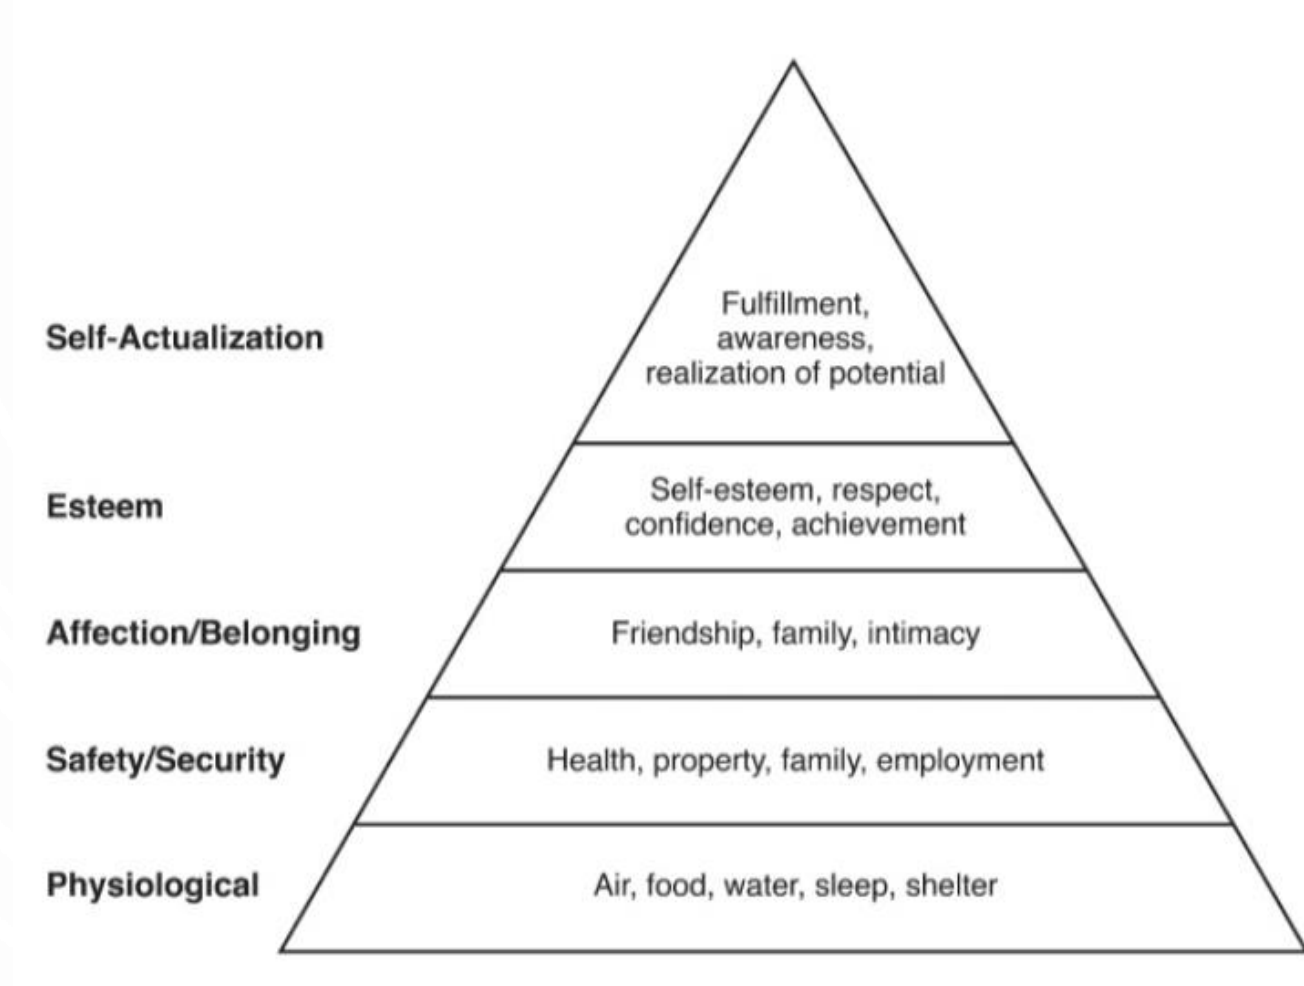 Self-Actualization
Fulfillment,
awareness,
realization of potential
Esteem
Self-esteem, respect,
confidence, achievement
Affection/Belonging
Friendship, family, intimacy
Safety/Security
Health, property, family, employment
Physiological
Air, food, water, sleep, shelter